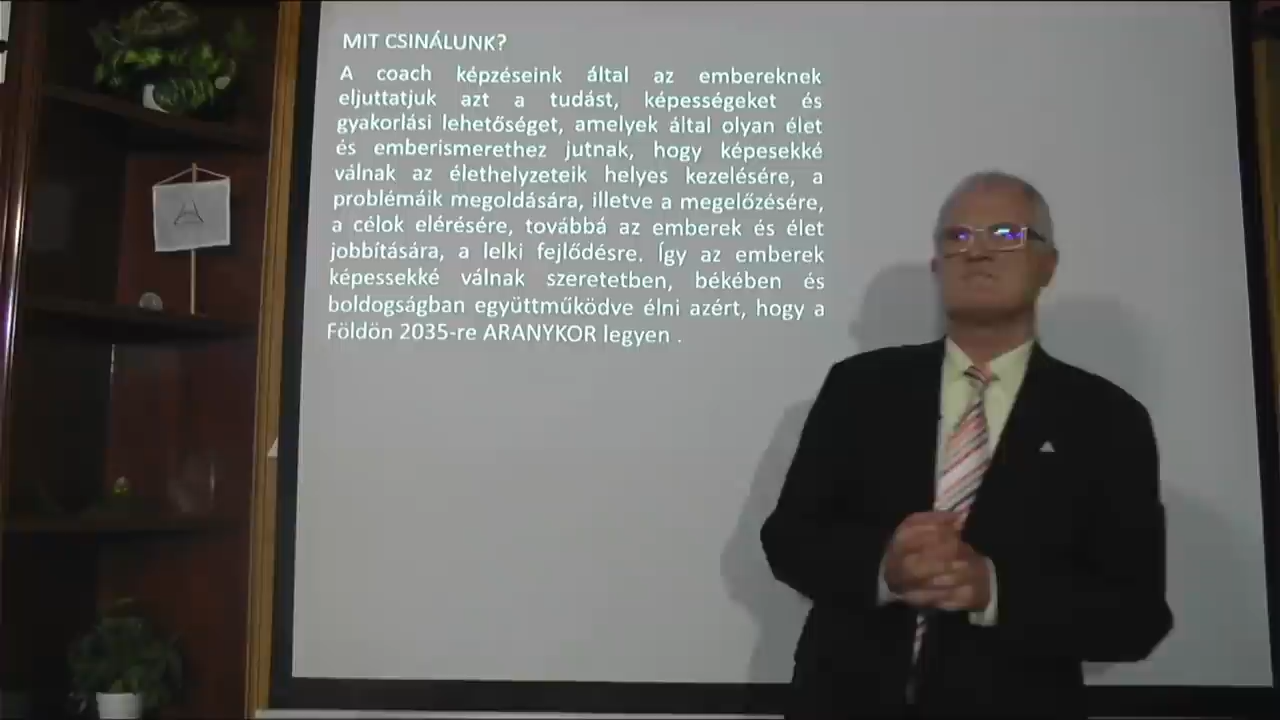 MIT CSINÁLUNK?
A coach képzéseink által az embereknek
eljuttatjuk azt a tudást, képességeket és
gyakorlási lehetőséget, amelyek által olyan élet
és emberismerethez jutnak, hogy képesekké
válnak az élethelyzeteik helyes kezelésére, a
problémáik megoldására, illetve a megelőzésére,
a célok elérésére, továbbá az emberek és élet
jobbítására, a lelki fejlődésre. Így az emberek
képessekké válnak szeretetben, békében és
boldogságban együttműködve élni azért, hogy a
Földön 2035-re ARANYKOR legyen .